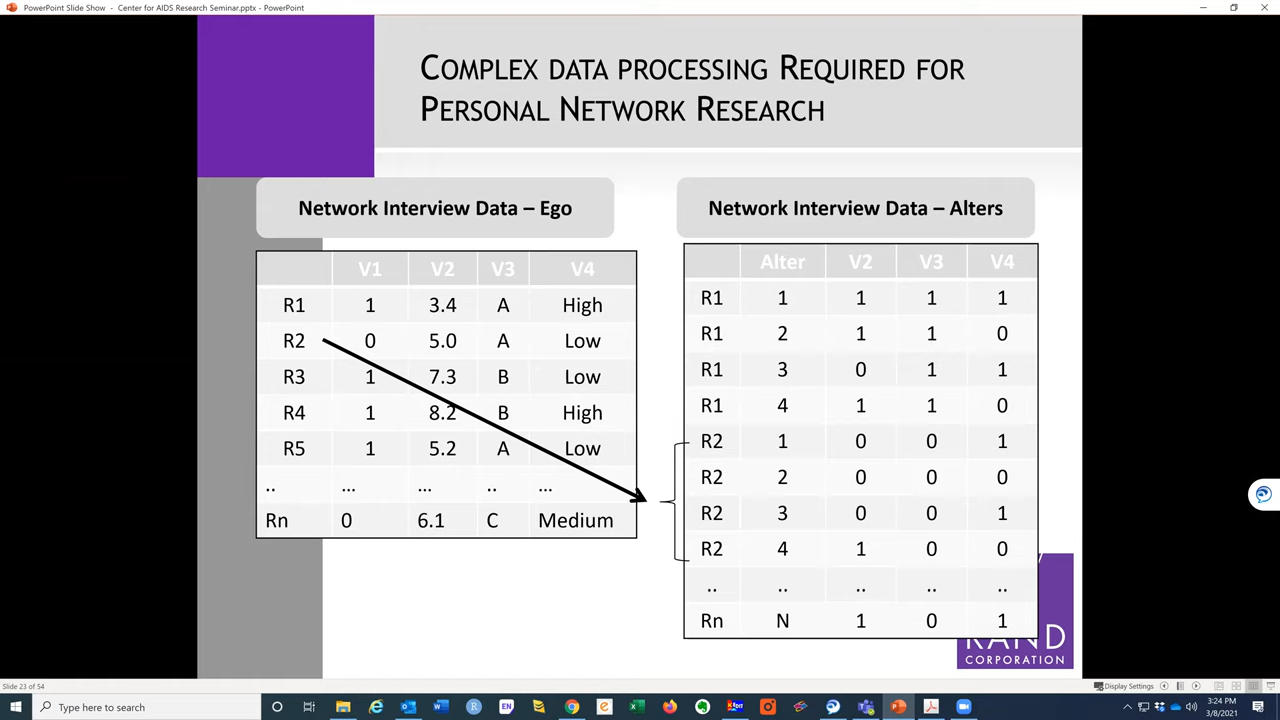 PowerPoint Slide Show - Center for AIDS Research Seminar.pptx - PowerPoint
COMPLEX DATA PROCESSING REQUIRED FOR
PERSONAL NETWORK RESEARCH
Network Interview Data – Ego
V1 V2 V3 V4
R1 1 3.4 A High
R2 0 5.0 A Low
R3 1 7.3 B Low
R4 1 8.2 B High
R5 1 5.2 A Low
.. ... ... .. ...
Rn 0 6.1 C Medium
Network Interview Data – Alters
Alter V2 V3 V4
R1 1 1 1 1
R1 2 1 1 0
R1 3 0 1 1
R1 4 1 1 0
R2 1 0 0 1
R2 2 0 0 0
R2 3 0 0 1
R2 4 1 0 0
.. .. .. .. ..
Rn N 1 0 1
RAND
CORPORATION
Slide 23 of 54
Display Settings
Type here to search
EN
3:24 PM
3/8/2021